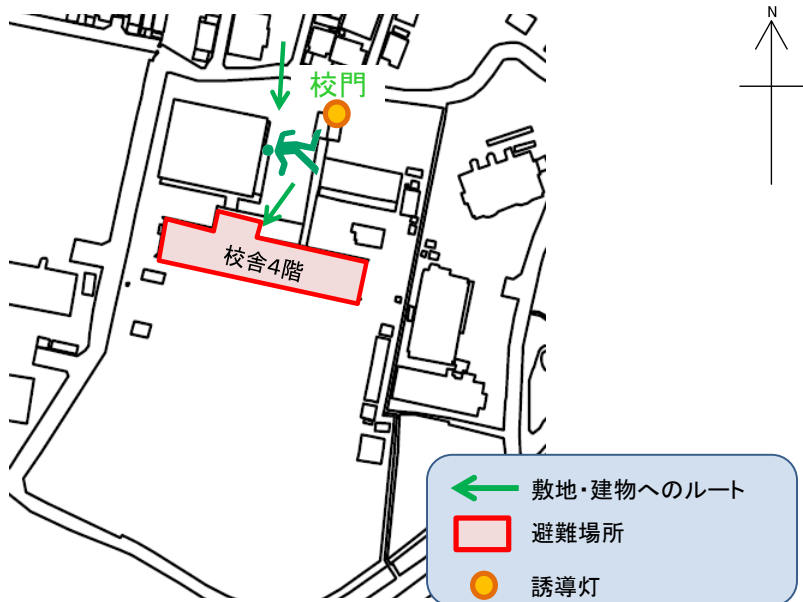 N
校門
校舎4階
敷地・建物へのルート
避難場所
誘導灯